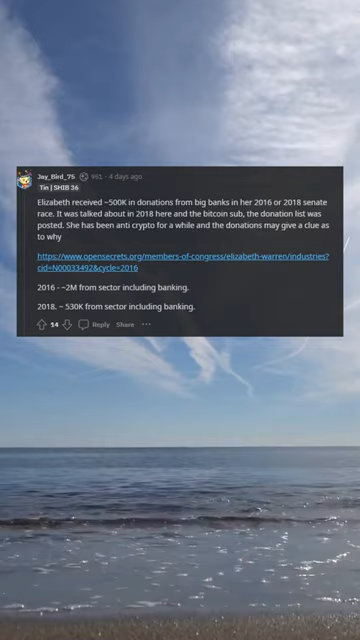 Jay_Bird_75 961 · 4 days ago
Tin | SHIB 36
Elizabeth received ~500K in donations from big banks in her 2016 or 2018 senate
race. It was talked about in 2018 here and the bitcoin sub, the donation list was
posted. She has been anti crypto for a while and the donations may give a clue as
to why
https://www.opensecrets.org/members-of-congress/elizabeth-warren/industries?
cid=N00033492&cycle=2016
2016 - ~2M from sector including banking.
2018. ~ 530K from sector including banking.
14 Reply Share ···